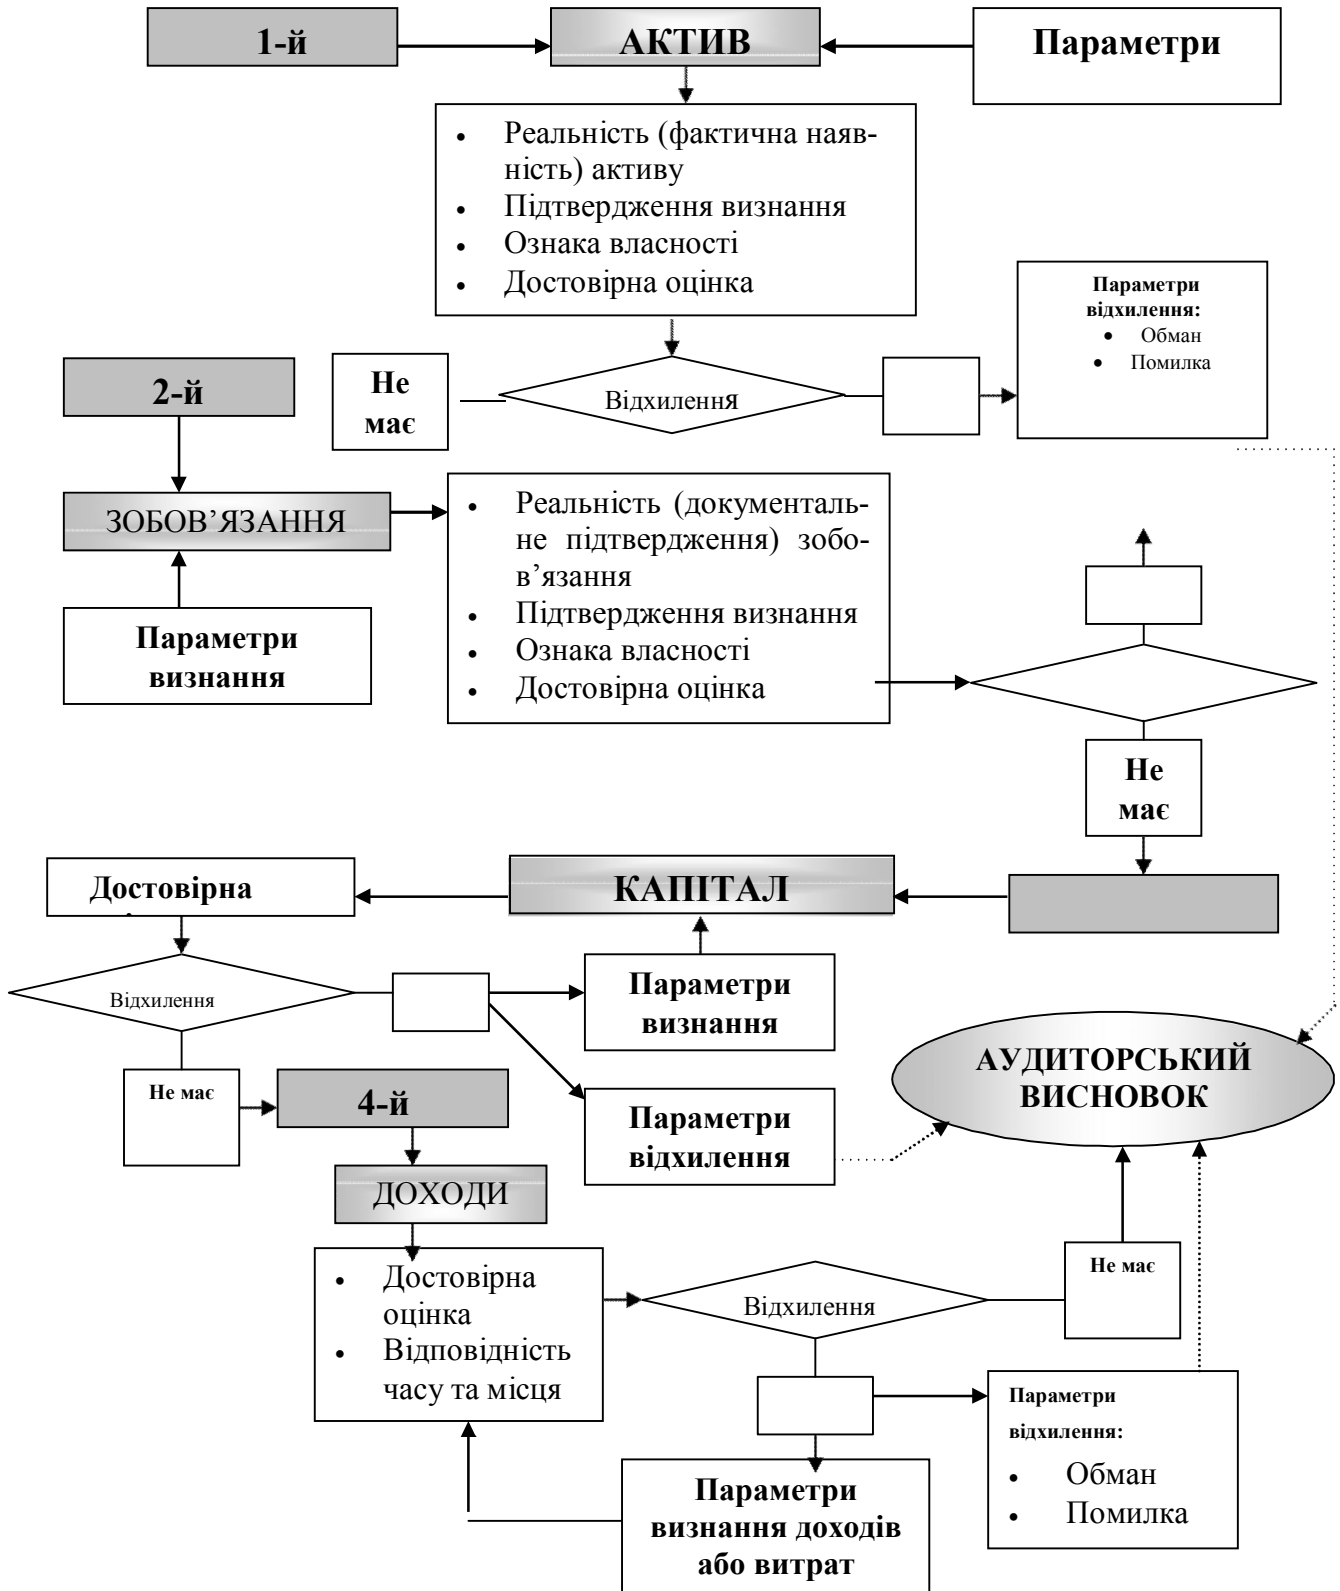 1-й
АКТИВ
Параметри
• Реальність (фактична наяв-
ність) активу
• Підтвердження визнання
• Ознака власності
• Достовірна оцінка
Параметри
відхилення:
• Обман
• Помилка
2-й
Не
має
Відхилення
ЗОБОВ’ЯЗАННЯ
• Реальність (документаль-
не підтвердження) зобо-
в’язання
• Підтвердження визнання
• Ознака власності
• Достовірна оцінка
Параметри
визнання
Не
має
Достовірна
КАПІТАЛ
Відхилення
Параметри
визнання
Не має
4-й
Параметри
відхилення
АУДИТОРСЬКИЙ
ВИСНОВОК
ДОХОДИ
• Достовірна
оцінка
• Відповідність
часу та місця
Відхилення
Не має
Параметри
відхилення:
• Обман
• Помилка
Параметри
визнання доходів
або витрат